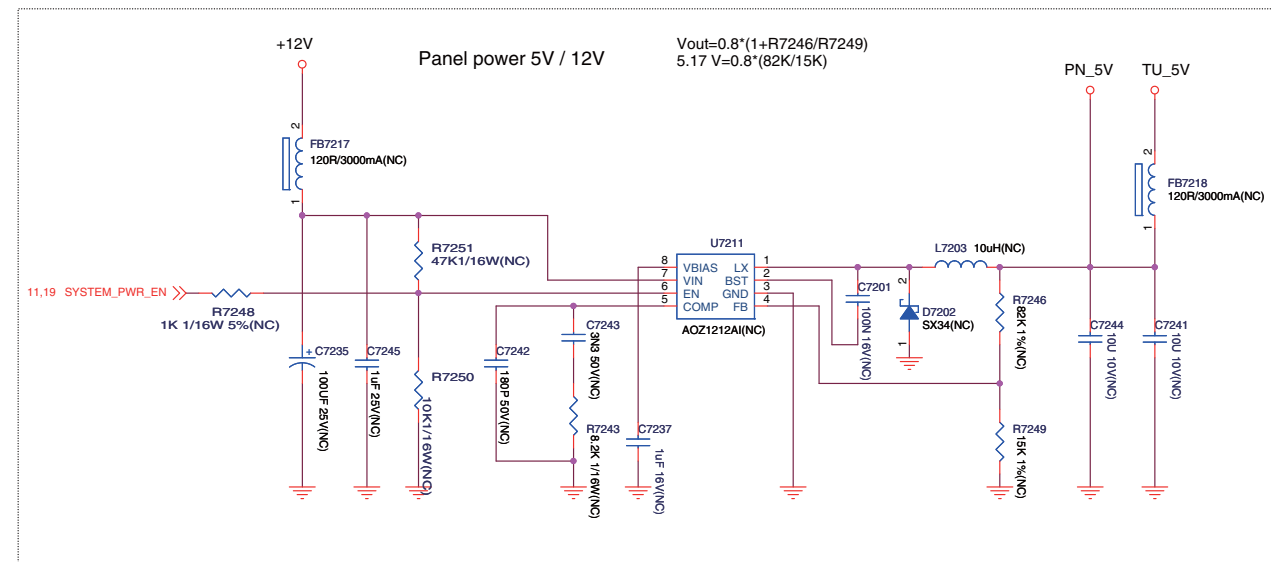 +12V
Panel power 5V / 12V
Vout=0.8*(1+R7246/R7249)
5.17 V=0.8*(82K/15K)
PN_5V
TU_5V
2
FB7217
120R/3000mA(NC)
1
2
FB7218
120R/3000mA(NC)
1
R7251
47K1/16W(NC)
U7211
8 VBIAS LX 1
7 VIN BST 2
6 EN GND 3
5 COMP FB 4
AOZ1212AI(NC)
L7203 10uH(NC)
11,19 SYSTEM_PWR_EN
R7248
1K 1/16W 5%(NC)
C7201
100N 16V(NC)
2
D7202
SX34(NC)
1
R7246
82K 1%(NC)
C7244
10U 10V(NC)
C7241
10U 10V(NC)
+ C7235
100UF 25V(NC)
C7245
1uF 25V(NC)
R7250
10K1/16W(NC)
C7242
180P 50V(NC)
C7243
3N3 50V(NC)
R7243
8.2K 1/16W(NC)
C7237
1uF 16V(NC)
R7249
15K 1%(NC)